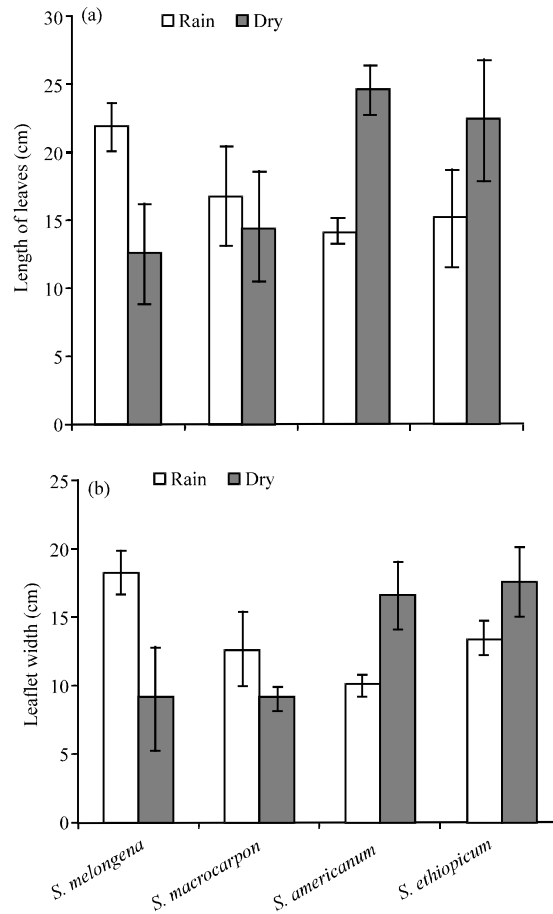 (a)
Rain Dry
Length of leaves (cm)
30
25
20
15
10
5
0
(b)
Rain Dry
Leaflet width (cm)
25
20
15
10
5
0
S. melongena
S. macrocarpon
S. americanum
S. ethiopicum